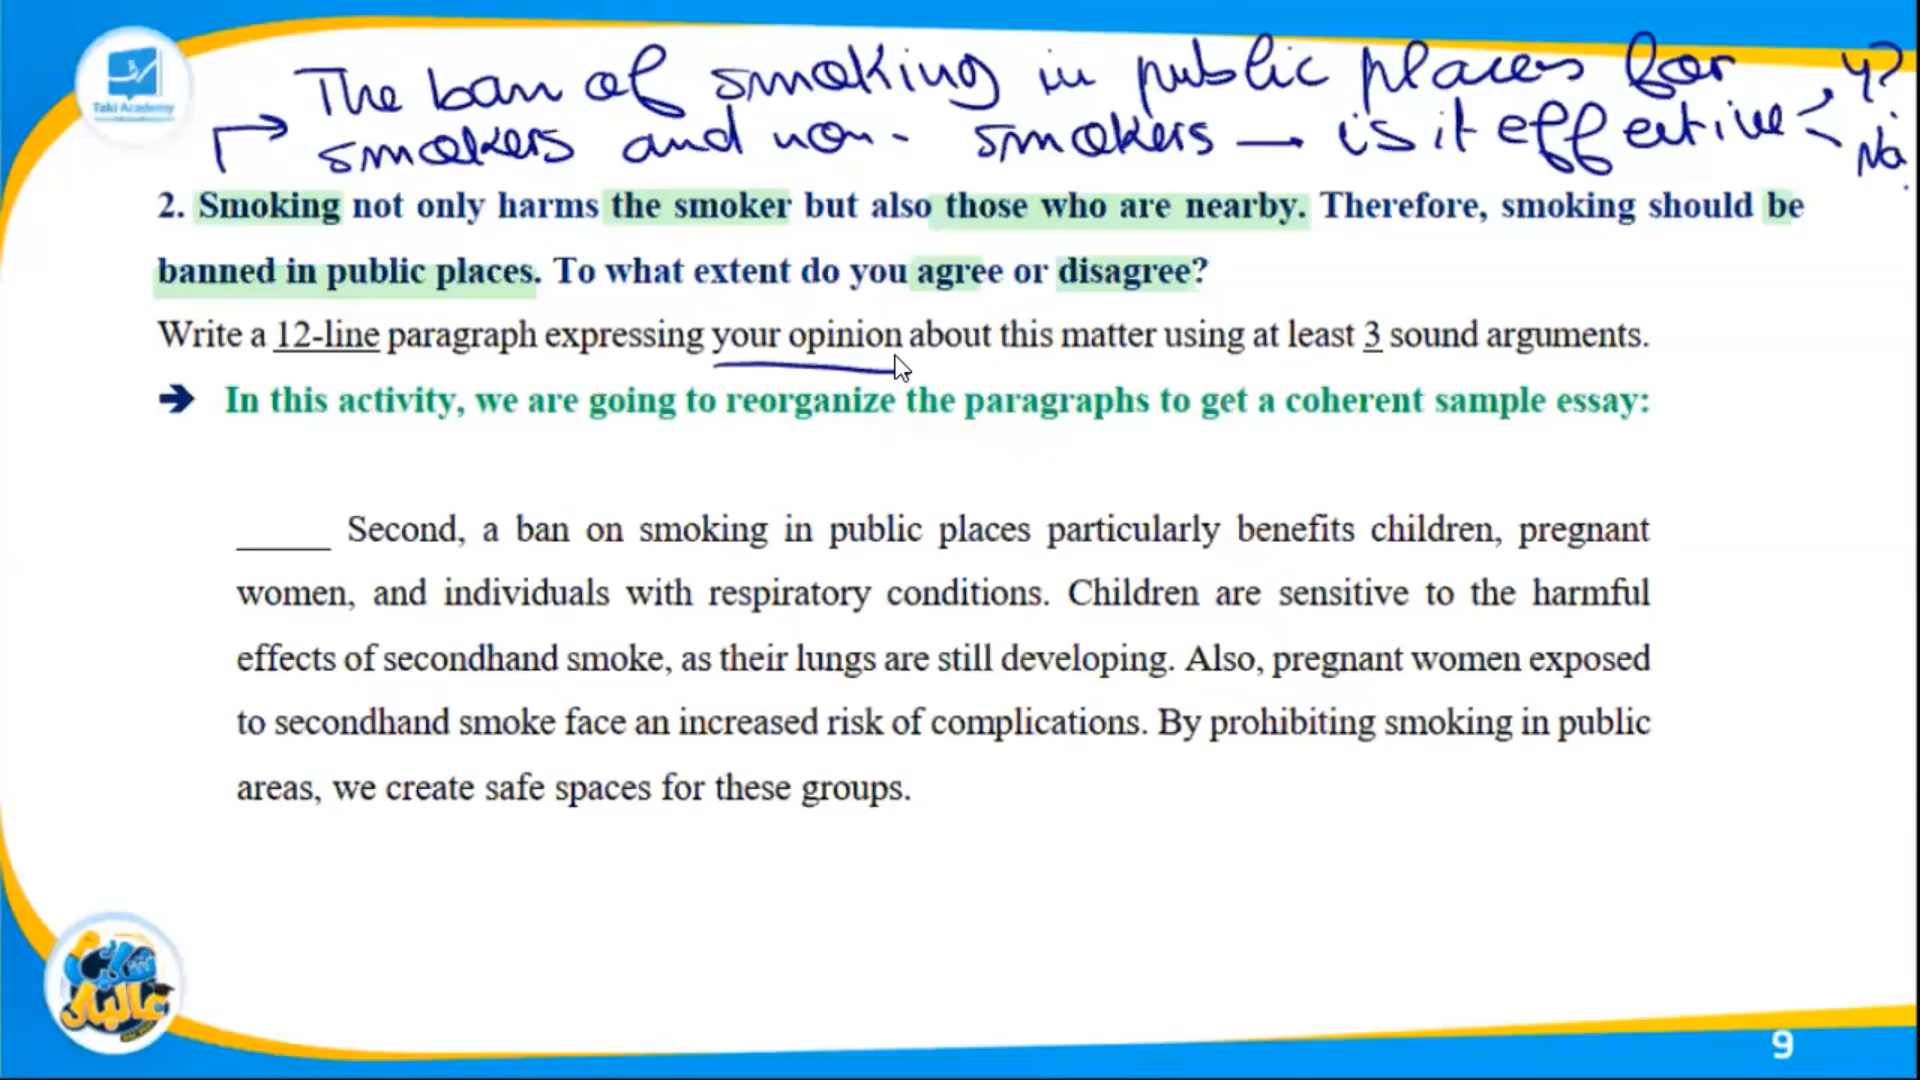 Taki Academy
The ban of smoking in public places for y?
smokers and non- smokers → is it effective < No.
2. Smoking not only harms the smoker but also those who are nearby. Therefore, smoking should be
banned in public places. To what extent do you agree or disagree?
Write a 12-line paragraph expressing your opinion about this matter using at least 3 sound arguments.
➔ In this activity, we are going to reorganize the paragraphs to get a coherent sample essay:
_____ Second, a ban on smoking in public places particularly benefits children, pregnant
women, and individuals with respiratory conditions. Children are sensitive to the harmful
effects of secondhand smoke, as their lungs are still developing. Also, pregnant women exposed
to secondhand smoke face an increased risk of complications. By prohibiting smoking in public
areas, we create safe spaces for these groups.
9